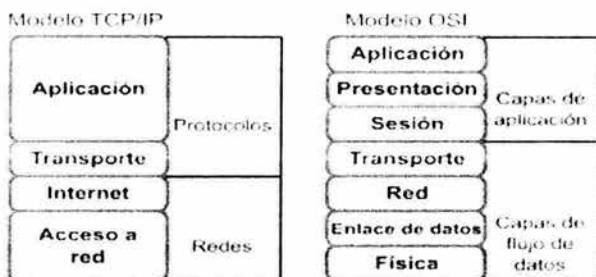 Modelo TCP/IP
Aplicación
Transporte
Internet
Acceso a
red
Protocolos
Redes
Modelo OSI
Aplicación
Presentación
Sesión
Transporte
Red
Enlace de datos
Física
Capas de
aplicación
Capas de
flujo de
datos